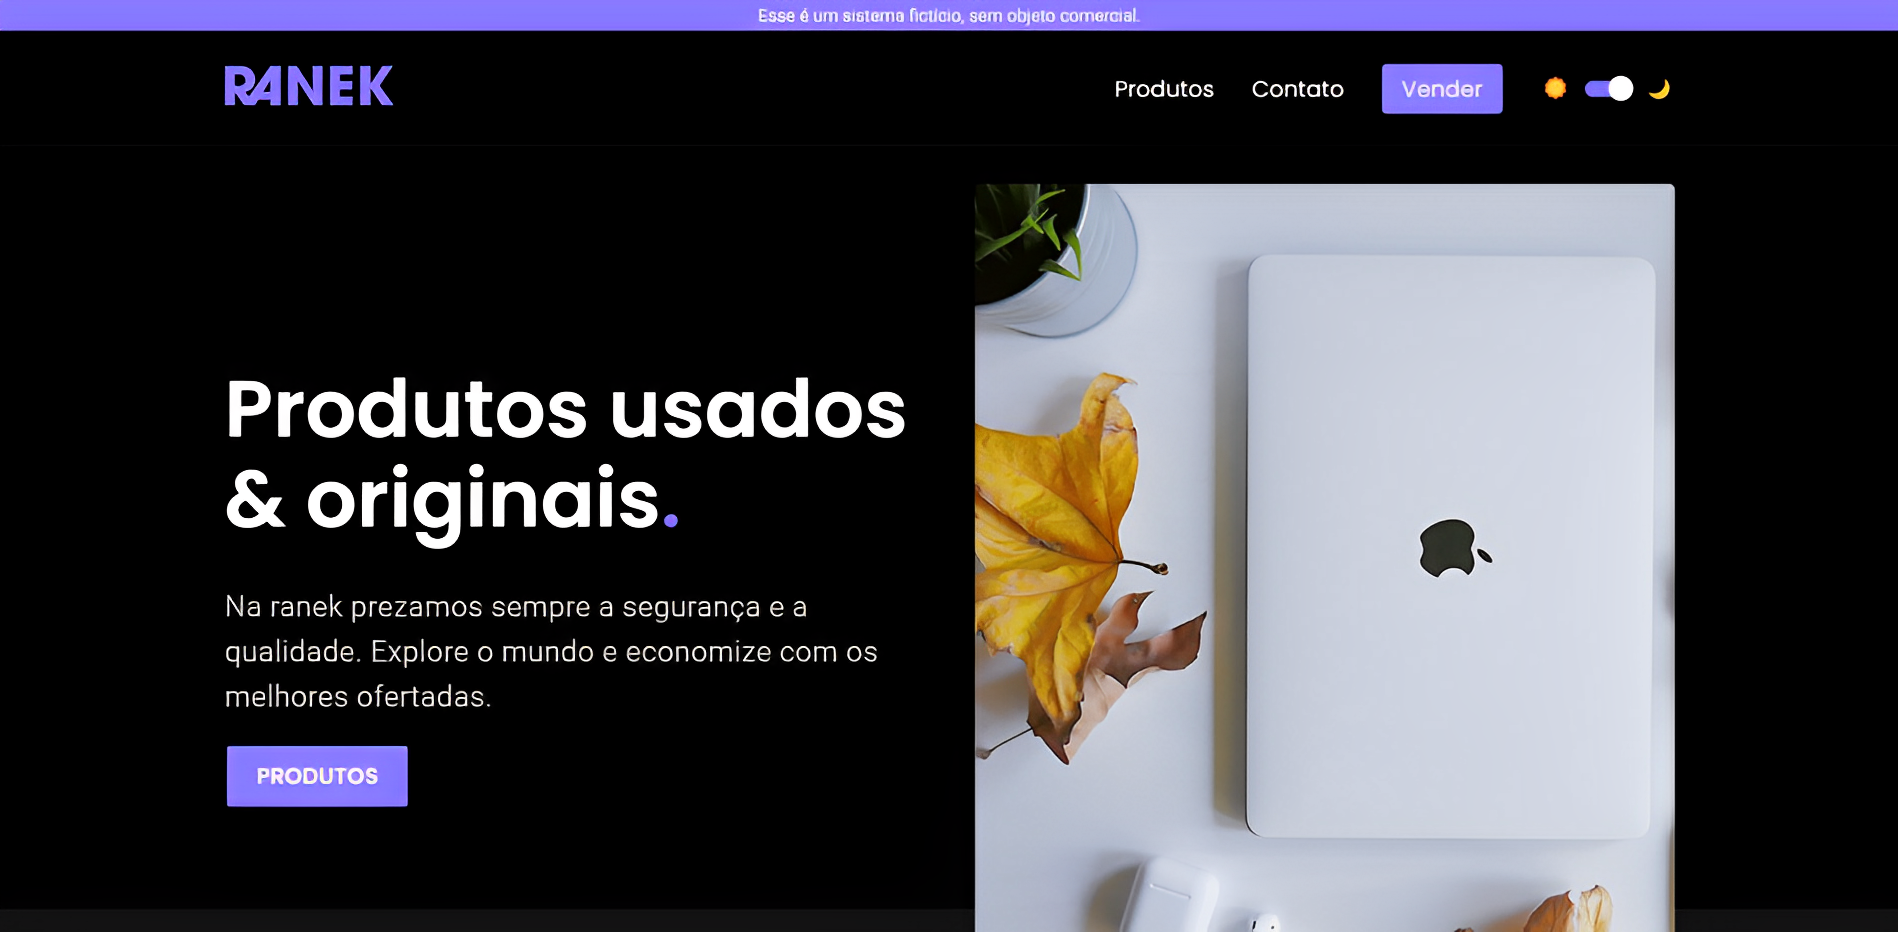 Esse é um sistema fictício, sem objeto comercial.
RANEK
Produtos
Contato
Vender
Produtos usados
& originais.
Na ranek prezamos sempre a segurança e a
qualidade. Explore o mundo e economize com os
melhores ofertadas.
PRODUTOS